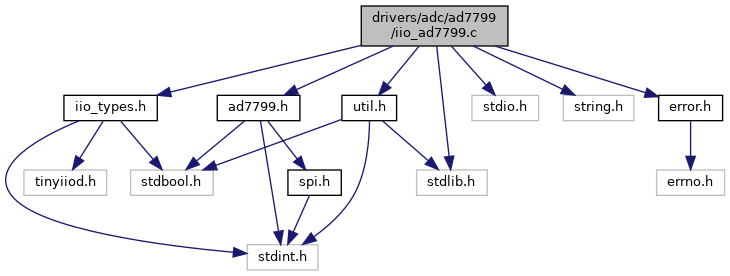 drivers/adc/ad7799
/iio_ad7799.c
iio_types.h
ad7799.h
util.h
stdio.h
string.h
error.h
tinyiiod.h
stdbool.h
spi.h
stdlib.h
errno.h
stdint.h